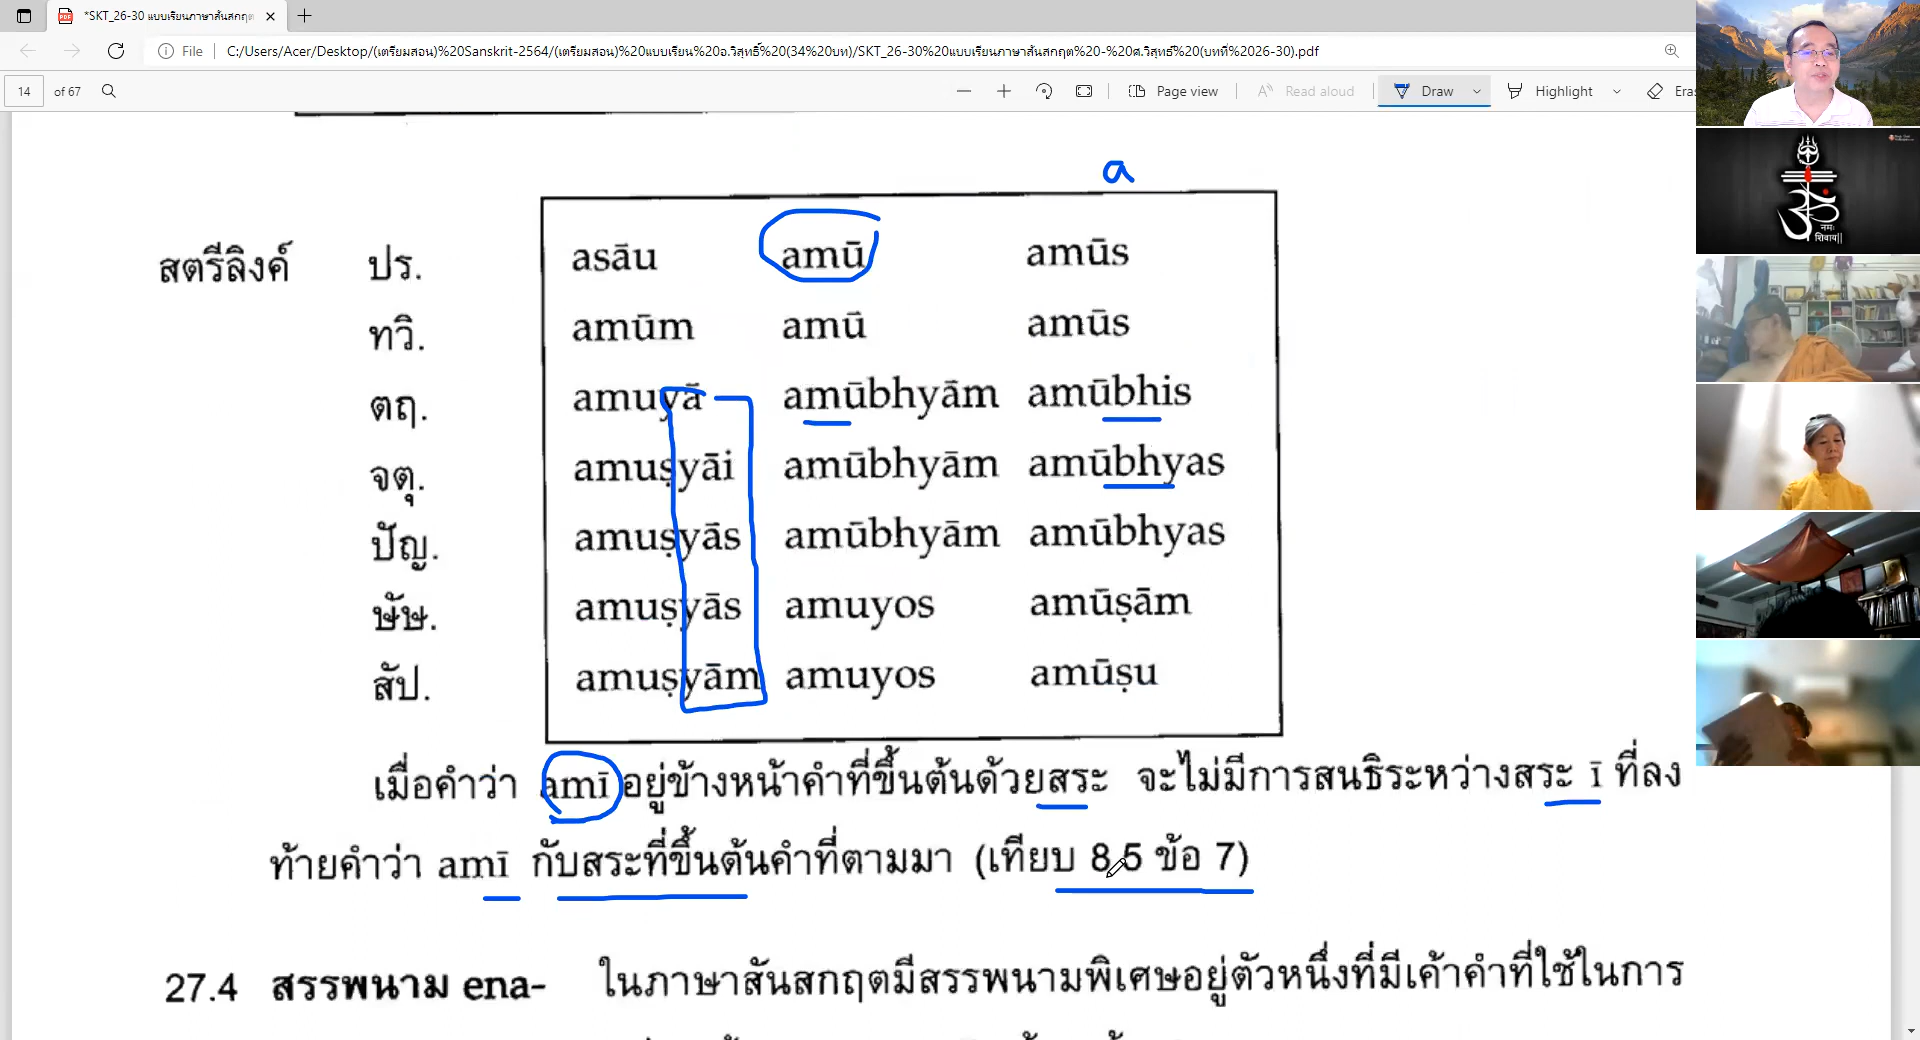 *SKT_26-30 แบบเรียนภาษาสันสกฤต
File C:/Users/Acer/Desktop/(เตรียมสอน)%20Sanskrit-2564/(เตรียมสอน)%20แบบเรียน%20อ.วิสุทธิ์%20(34%20บท)/SKT_26-30%20แบบเรียนภาษาสันสกฤต%20-%20ศ.วิสุทธ์%20(บทที่%2026-30).pdf
14 of 67 Page view Read aloud Draw Highlight Eras
a
สตรีลิงค์ ปร. asāu amū amūs
ทวิ. amūm amū amūs
ตฤ. amuyā amūbhyām amūbhis
จตุ. amuṣyāi amūbhyām amūbhyas
ปัญ. amuṣyās amūbhyām amūbhyas
ษัษ. amuṣyās amuyos amūṣām
สัป. amuṣyām amuyos amūṣu
เมื่อคำว่า amī อยู่ข้างหน้าคำที่ขึ้นต้นด้วยสระ จะไม่มีการสนธิระหว่างสระ ī ที่ลง
ท้ายคำว่า amī กับสระที่ขึ้นต้นคำที่ตามมา (เทียบ 8.5 ข้อ 7)
27.4 สรรพนาม ena- ในภาษาสันสกฤตมีสรรพนามพิเศษอยู่ตัวหนึ่งที่มีเค้าคำที่ใช้ในการ
नमः
शिवाय||